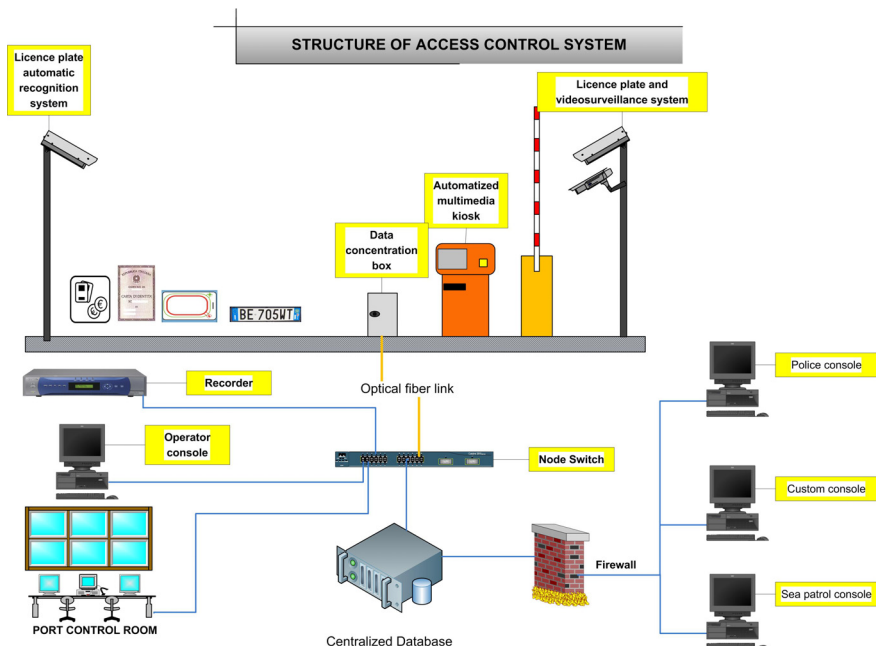 STRUCTURE OF ACCESS CONTROL SYSTEM
Licence plate
automatic
recognition
system
Licence plate and
videosurveillance system
Automatized
multimedia
kiosk
Data
concentration
box
BE 705WT
Optical fiber link
Recorder
Operator
console
Node Switch
PORT CONTROL ROOM
Centralized Database
Firewall
Police console
Custom console
Sea patrol console